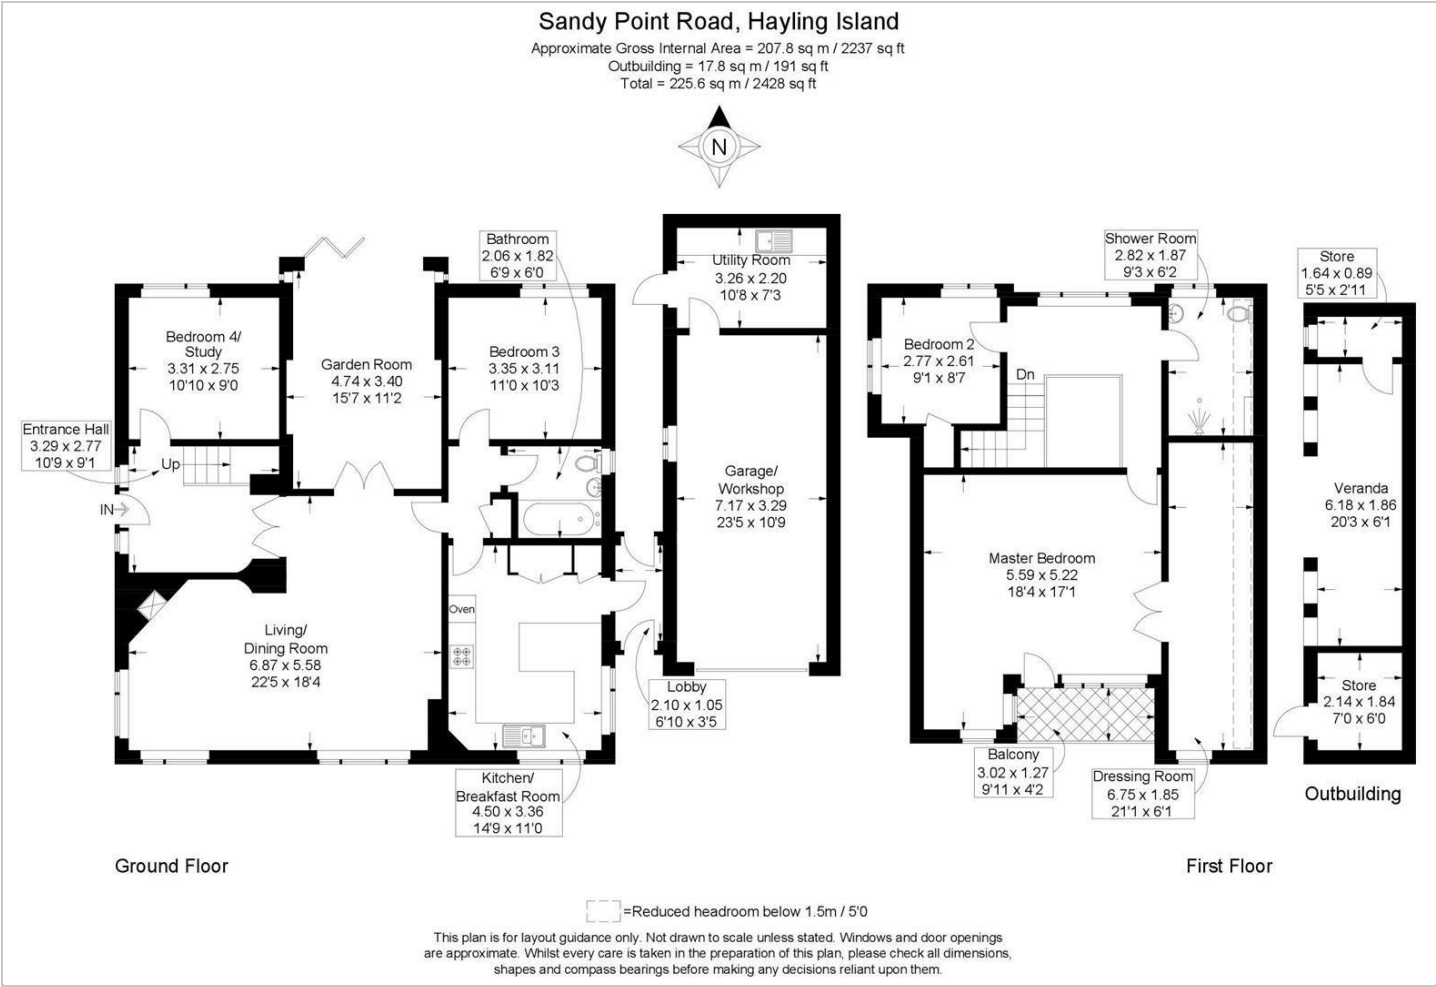 Sandy Point Road, Hayling Island
Approximate Gross Internal Area = 207.8 sq m / 2237 sq ft
Outbuilding = 17.8 sq m / 191 sq ft
Total = 225.6 sq m / 2428 sq ft
N
Bedroom 4/
Study
3.31 x 2.75
10'10 x 9'0
Entrance Hall
3.29 x 2.77
10'9 x 9'1
Up
IN
Garden Room
4.74 x 3.40
15'7 x 11'2
Bathroom
2.06 x 1.82
6'9 x 6'0
Bedroom 3
3.35 x 3.11
11'0 x 10'3
Living/
Dining Room
6.87 x 5.58
22'5 x 18'4
Oven
Kitchen/
Breakfast Room
4.50 x 3.36
14'9 x 11'0
Lobby
2.10 x 1.05
6'10 x 3'5
Utility Room
3.26 x 2.20
10'8 x 7'3
Garage/
Workshop
7.17 x 3.29
23'5 x 10'9
Ground Floor
Bedroom 2
2.77 x 2.61
9'1 x 8'7
Dn
Shower Room
2.82 x 1.87
9'3 x 6'2
Master Bedroom
5.59 x 5.22
18'4 x 17'1
Balcony
3.02 x 1.27
9'11 x 4'2
Dressing Room
6.75 x 1.85
21'1 x 6'1
First Floor
Store
1.64 x 0.89
5'5 x 2'11
Veranda
6.18 x 1.86
20'3 x 6'1
Store
2.14 x 1.84
7'0 x 6'0
Outbuilding
=Reduced headroom below 1.5m / 5'0
This plan is for layout guidance only. Not drawn to scale unless stated. Windows and door openings
are approximate. Whilst every care is taken in the preparation of this plan, please check all dimensions,
shapes and compass bearings before making any decisions reliant upon them.